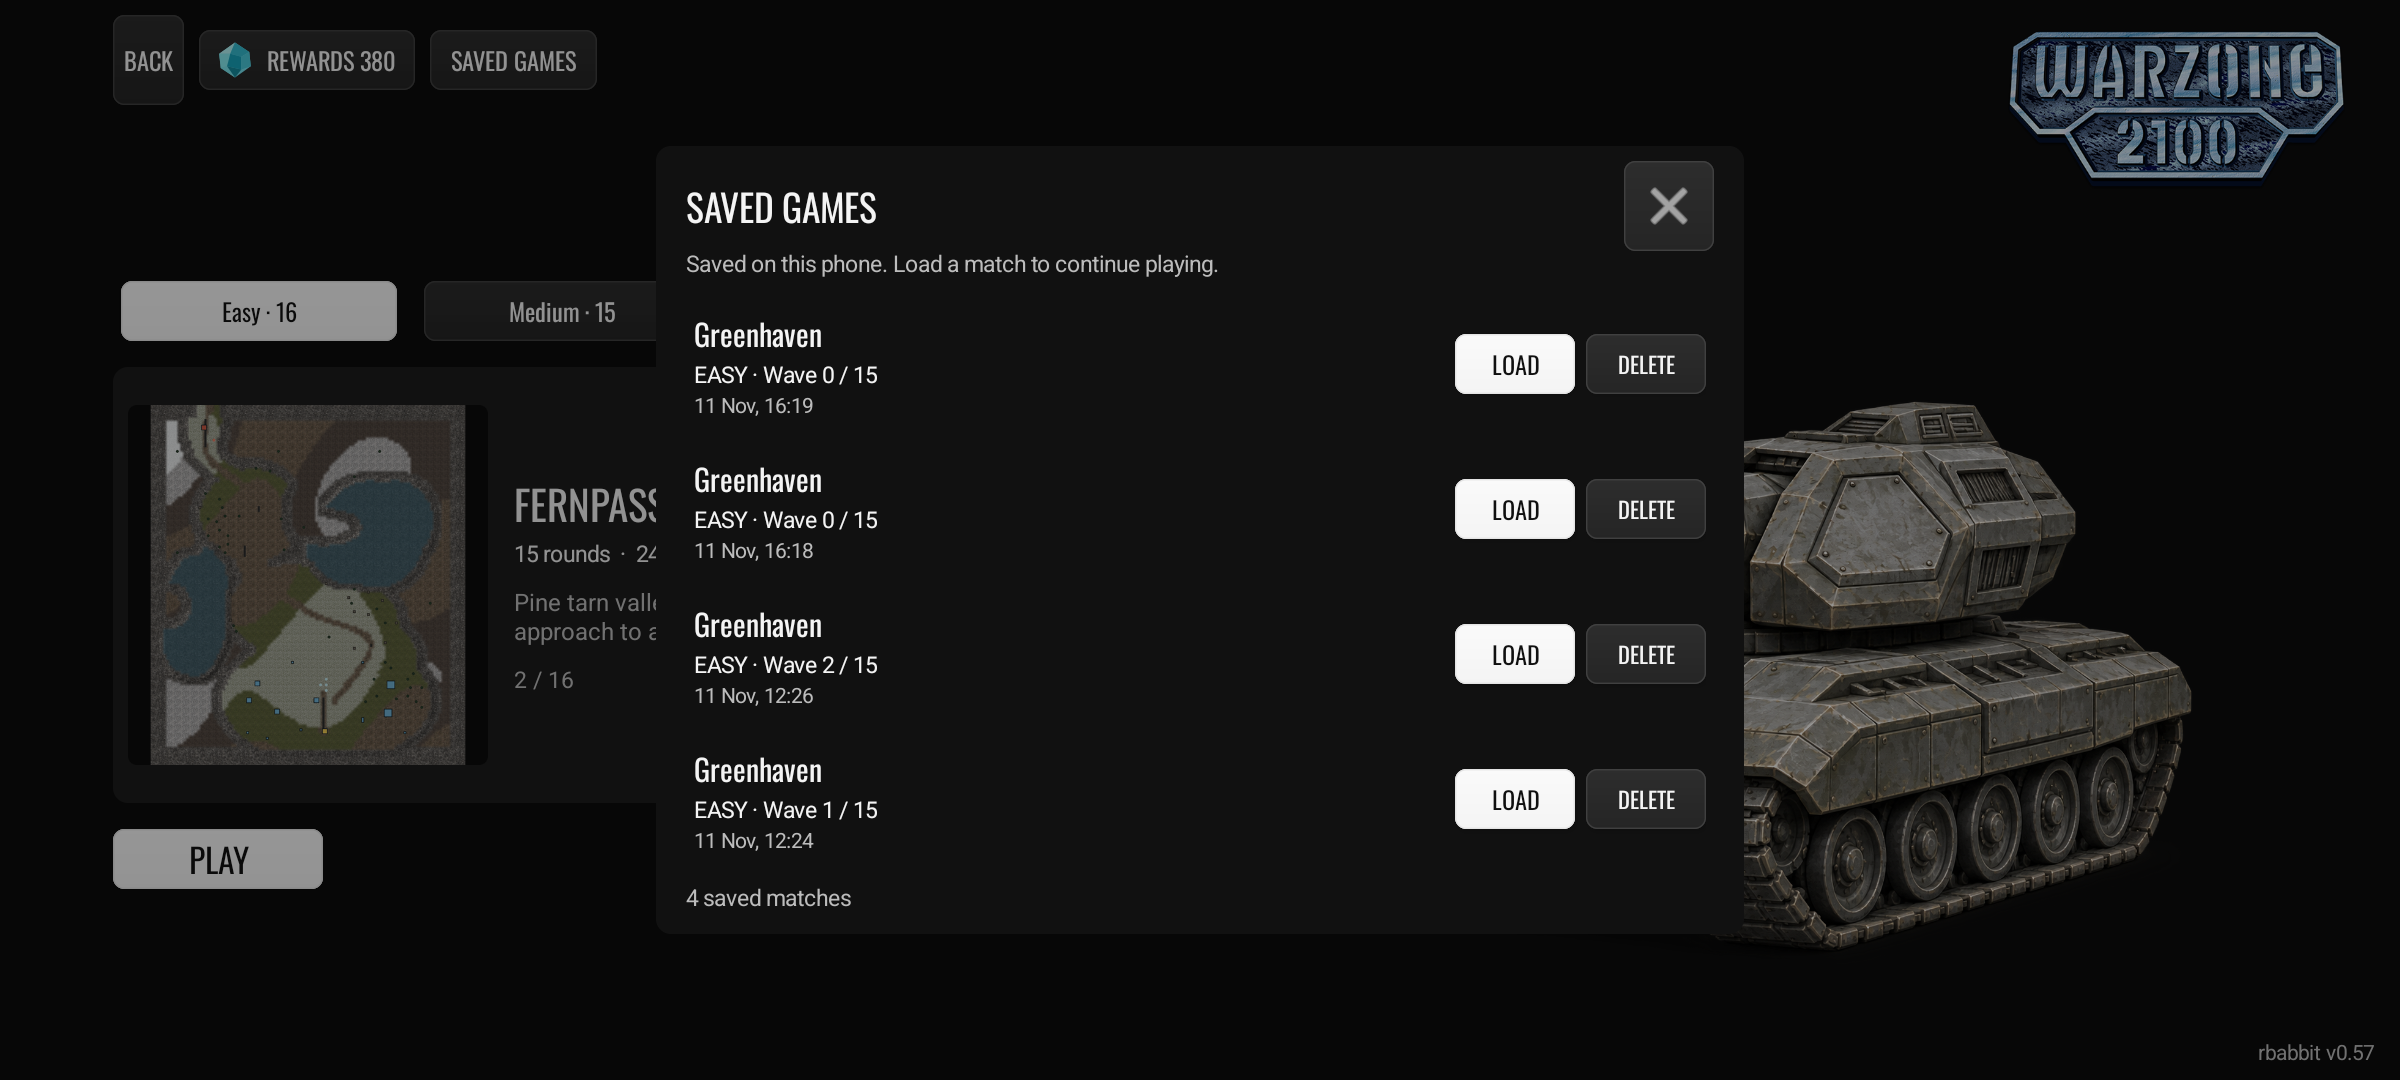 BACK
REWARDS 380
SAVED GAMES
WARZONE
2100
Easy · 16
Medium · 15
FERNPASS
15 rounds · 24
Pine tarn valle
approach to a
2 / 16
PLAY
SAVED GAMES
Saved on this phone. Load a match to continue playing.
Greenhaven
EASY · Wave 0 / 15
11 Nov, 16:19
LOAD
DELETE
Greenhaven
EASY · Wave 0 / 15
11 Nov, 16:18
LOAD
DELETE
Greenhaven
EASY · Wave 2 / 15
11 Nov, 12:26
LOAD
DELETE
Greenhaven
EASY · Wave 1 / 15
11 Nov, 12:24
LOAD
DELETE
4 saved matches
rbabbit v0.57